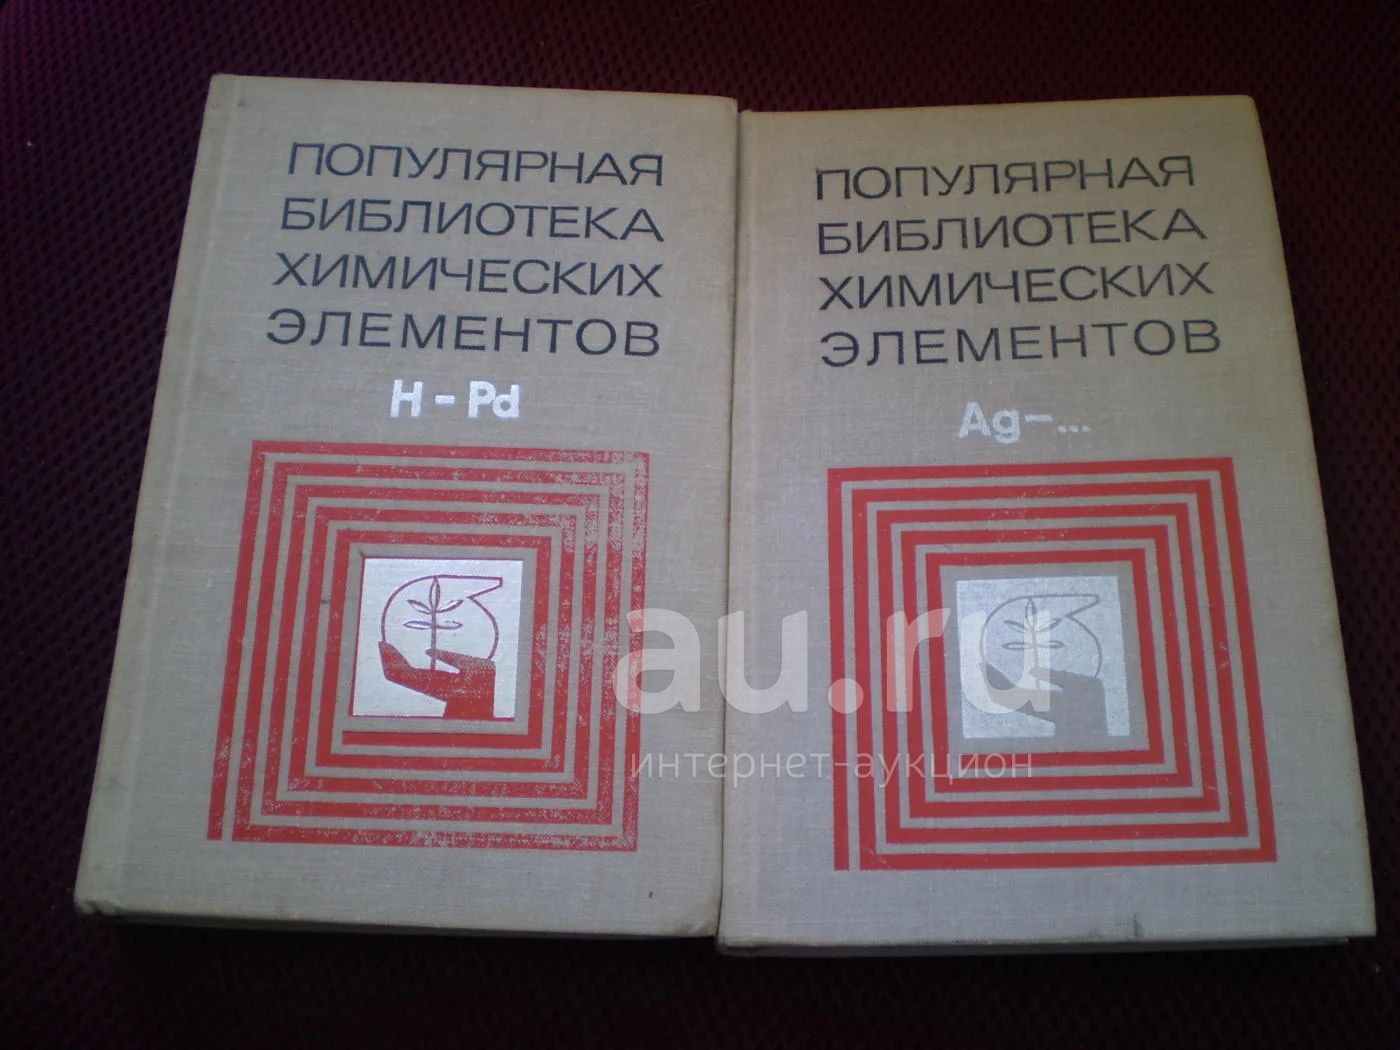 ПОПУЛЯРНАЯ
БИБЛИОТЕКА
ХИМИЧЕСКИХ
ЭЛЕМЕНТОВ
H – Pd
ПОПУЛЯРНАЯ
БИБЛИОТЕКА
ХИМИЧЕСКИХ
ЭЛЕМЕНТОВ
Ag – ...
au.ru
интернет-аукцион